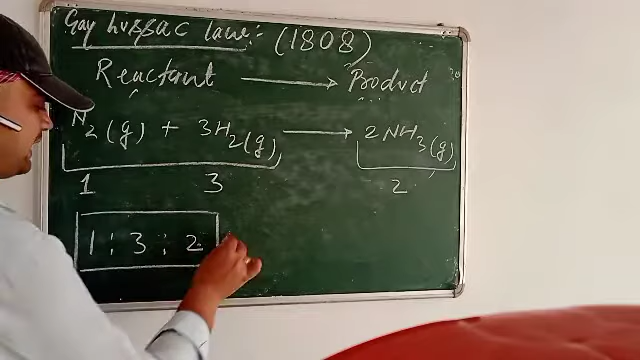 Gay lussac law:- (1808)
Reactant → Product
N₂(g) + 3H₂(g) → 2NH₃(g)
1 3 2
1 : 3 : 2